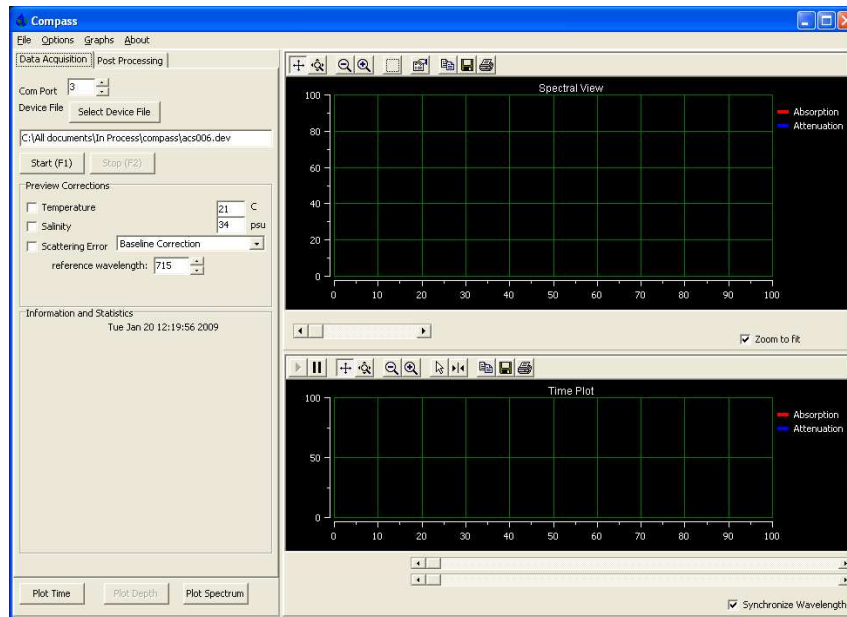 Compass
File Options Graphs About
Data Acquisition Post Processing
Com Port 3
Device File Select Device File
C:\All documents\In Process\compass\acs006.dev
Start (F1) Stop (F2)
Preview Corrections
Temperature 21 C
Salinity 34 psu
Scattering Error Baseline Correction
reference wavelength: 715
Information and Statistics
Tue Jan 20 12:19:56 2009
Plot Time Plot Depth Plot Spectrum
Spectral View
Absorption
Attenuation
100
80
60
40
20
0
0 10 20 30 40 50 60 70 80 90 100
Zoom to fit
Time Plot
Absorption
Attenuation
100
50
0
0 10 20 30 40 50 60 70 80 90 100
Synchronize Wavelength